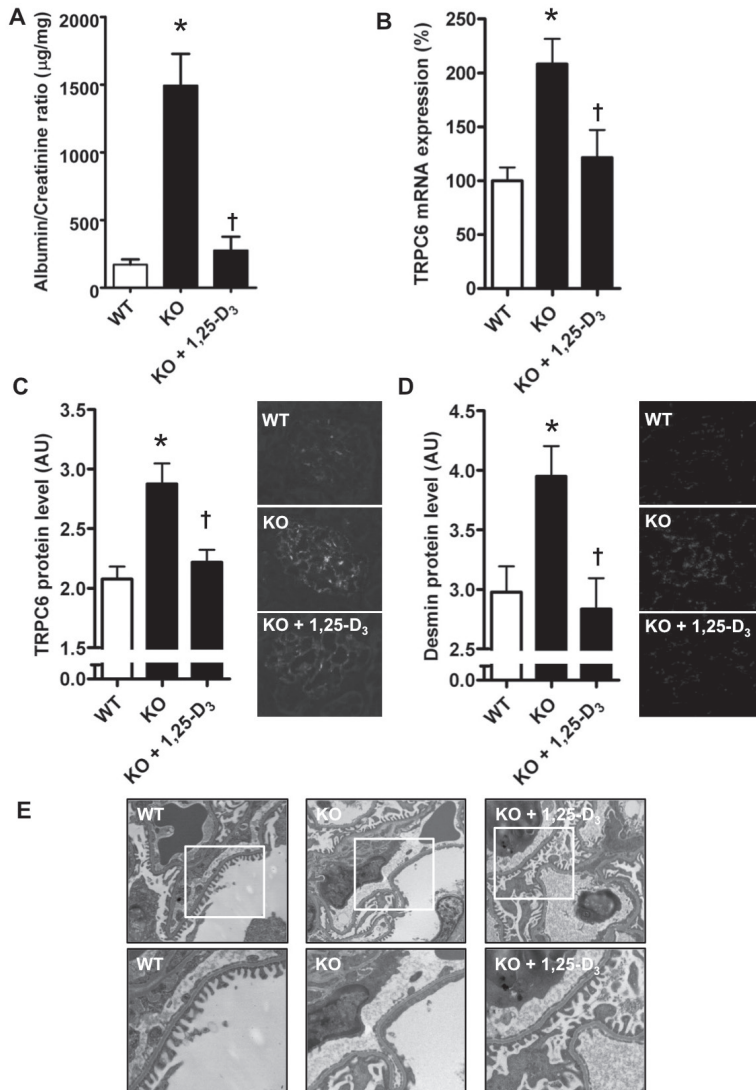 A
Albumin/Creatinine ratio (µg/mg)
2000
1500
1000
500
0
*
†
WT
KO
KO + 1,25-D₃
B
TRPC6 mRNA expression (%)
250
200
150
100
50
0
*
†
WT
KO
KO + 1,25-D₃
C
TRPC6 protein level (AU)
3.5
3.0
2.5
2.0
1.5
0.0
*
†
WT
KO
KO + 1,25-D₃
WT
KO
KO + 1,25-D₃
D
Desmin protein level (AU)
4.5
4.0
3.5
3.0
2.5
0.0
*
†
WT
KO
KO + 1,25-D₃
WT
KO
KO + 1,25-D₃
E
WT
KO
KO + 1,25-D₃
WT
KO
KO + 1,25-D₃